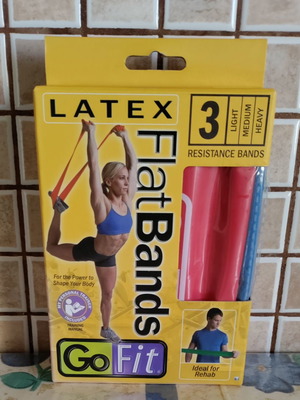 LATEX
FlatBands
3
LIGHT
MEDIUM
HEAVY
RESISTANCE BANDS
For the Power to
Shape Your Body
GoFit
Ideal for
Rehab